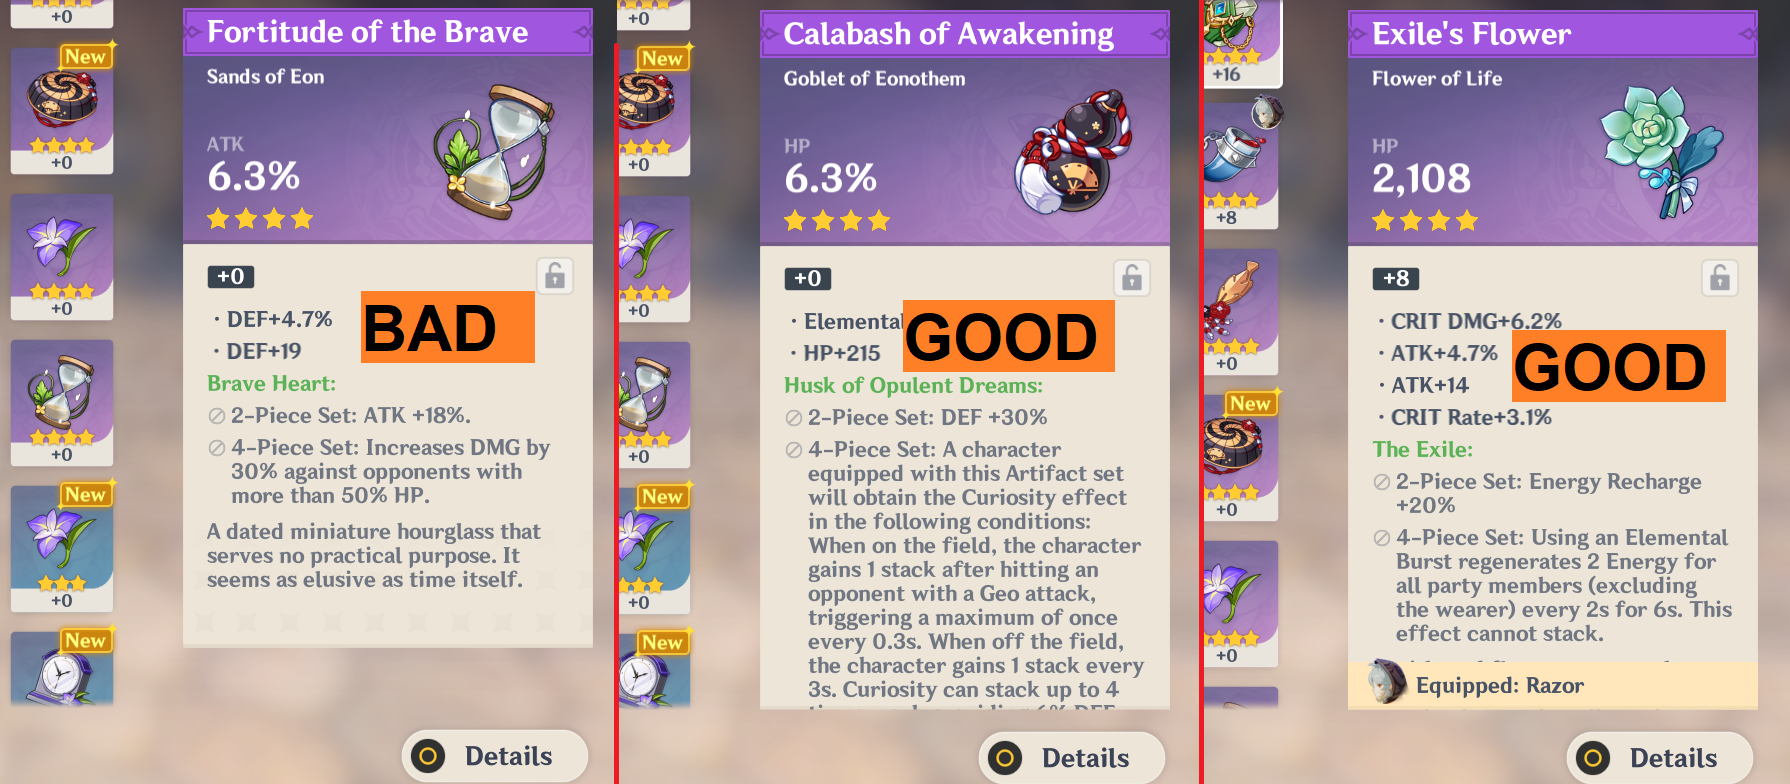 +0
New
+0
+0
+0
New
+0
New
Fortitude of the Brave
Sands of Eon
ATK
6.3%
+0
· DEF+4.7%
· DEF+19
BAD
Brave Heart:
2-Piece Set: ATK +18%.
4-Piece Set: Increases DMG by
30% against opponents with
more than 50% HP.
A dated miniature hourglass that
serves no practical purpose. It
seems as elusive as time itself.
Details
+0
New
+0
+0
+0
New
+0
New
Calabash of Awakening
Goblet of Eonothem
HP
6.3%
+0
· Elemental
· HP+215
GOOD
Husk of Opulent Dreams:
2-Piece Set: DEF +30%
4-Piece Set: A character
equipped with this Artifact set
will obtain the Curiosity effect
in the following conditions:
When on the field, the character
gains 1 stack after hitting an
opponent with a Geo attack,
triggering a maximum of once
every 0.3s. When off the field,
the character gains 1 stack every
3s. Curiosity can stack up to 4
Details
+16
+8
+0
New
+0
+0
Exile's Flower
Flower of Life
HP
2,108
+8
· CRIT DMG+6.2%
· ATK+4.7%
· ATK+14
· CRIT Rate+3.1%
GOOD
The Exile:
2-Piece Set: Energy Recharge
+20%
4-Piece Set: Using an Elemental
Burst regenerates 2 Energy for
all party members (excluding
the wearer) every 2s for 6s. This
effect cannot stack.
Equipped: Razor
Details